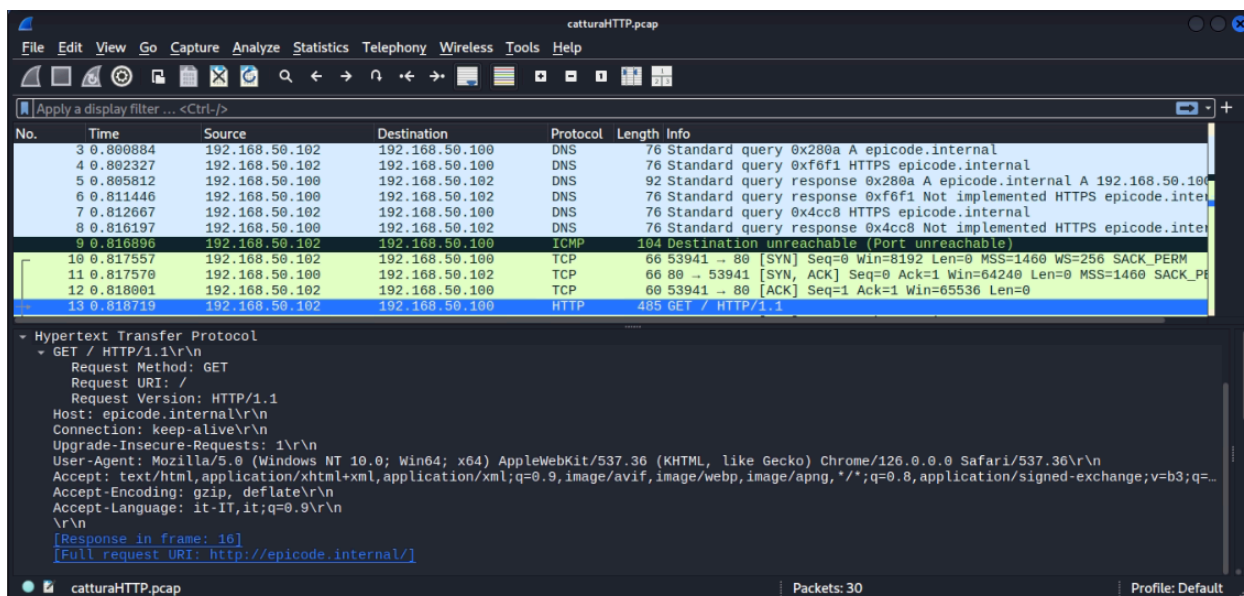 catturaHTTP.pcap
File Edit View Go Capture Analyze Statistics Telephony Wireless Tools Help
Apply a display filter ... <Ctrl-/>
No. Time Source Destination Protocol Length Info
3 0.800884 192.168.50.102 192.168.50.100 DNS 76 Standard query 0x280a A epicode.internal
4 0.802327 192.168.50.102 192.168.50.100 DNS 76 Standard query 0xf6f1 HTTPS epicode.internal
5 0.805812 192.168.50.100 192.168.50.102 DNS 92 Standard query response 0x280a A epicode.internal A 192.168.50.100
6 0.811446 192.168.50.100 192.168.50.102 DNS 76 Standard query response 0xf6f1 Not implemented HTTPS epicode.inter
7 0.812667 192.168.50.102 192.168.50.100 DNS 76 Standard query 0x4cc8 HTTPS epicode.internal
8 0.816197 192.168.50.100 192.168.50.102 DNS 76 Standard query response 0x4cc8 Not implemented HTTPS epicode.inter
9 0.816896 192.168.50.102 192.168.50.100 ICMP 104 Destination unreachable (Port unreachable)
10 0.817557 192.168.50.102 192.168.50.100 TCP 66 53941 → 80 [SYN] Seq=0 Win=8192 Len=0 MSS=1460 WS=256 SACK_PERM
11 0.817570 192.168.50.100 192.168.50.102 TCP 66 80 → 53941 [SYN, ACK] Seq=0 Ack=1 Win=64240 Len=0 MSS=1460 SACK_PE
12 0.818001 192.168.50.102 192.168.50.100 TCP 60 53941 → 80 [ACK] Seq=1 Ack=1 Win=65536 Len=0
13 0.818719 192.168.50.102 192.168.50.100 HTTP 485 GET / HTTP/1.1
Hypertext Transfer Protocol
GET / HTTP/1.1\r\n
Request Method: GET
Request URI: /
Request Version: HTTP/1.1
Host: epicode.internal\r\n
Connection: keep-alive\r\n
Upgrade-Insecure-Requests: 1\r\n
User-Agent: Mozilla/5.0 (Windows NT 10.0; Win64; x64) AppleWebKit/537.36 (KHTML, like Gecko) Chrome/126.0.0.0 Safari/537.36\r\n
Accept: text/html,application/xhtml+xml,application/xml;q=0.9,image/avif,image/webp,image/apng,*/*;q=0.8,application/signed-exchange;v=b3;q=…
Accept-Encoding: gzip, deflate\r\n
Accept-Language: it-IT,it;q=0.9\r\n
\r\n
[Response in frame: 16]
[Full request URI: http://epicode.internal/]
catturaHTTP.pcap Packets: 30 Profile: Default